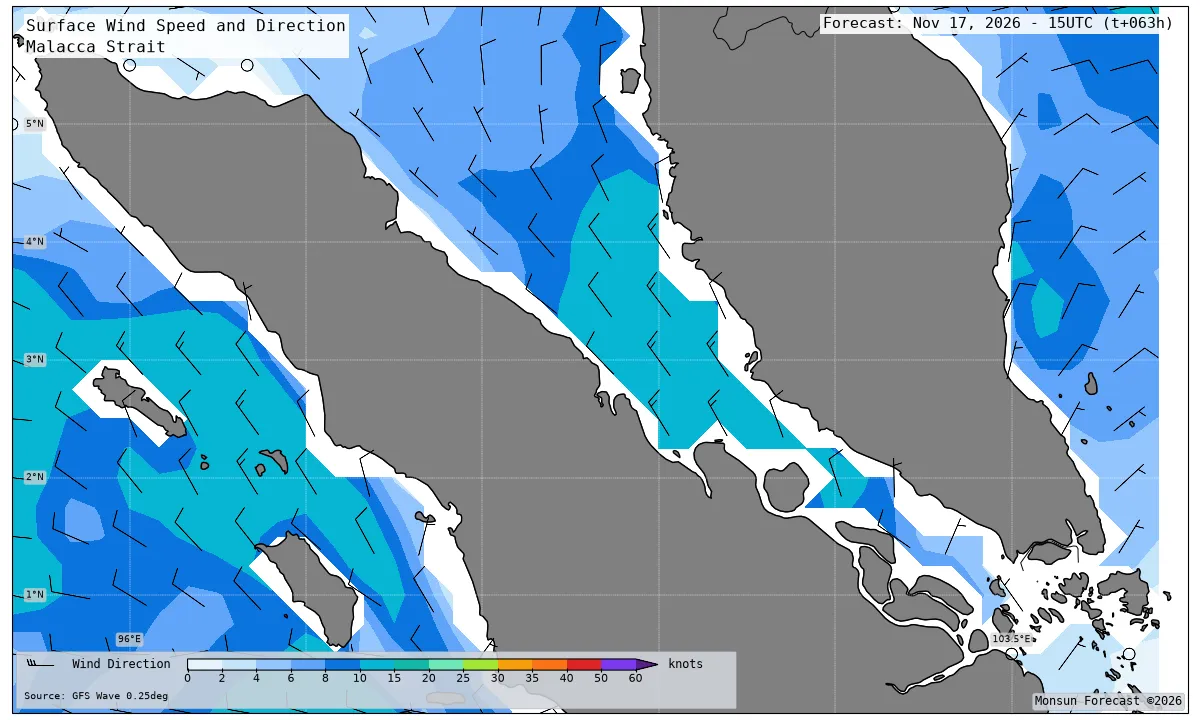 Surface Wind Speed and Direction
Malacca Strait
Forecast: Nov 17, 2026 - 15UTC (t+063h)
5°N
4°N
3°N
2°N
1°N
96°E
103.5°E
Wind Direction
0 2 4 6 8 10 15 20 25 30 35 40 50 60
knots
Source: GFS Wave 0.25deg
Monsun Forecast ©2026